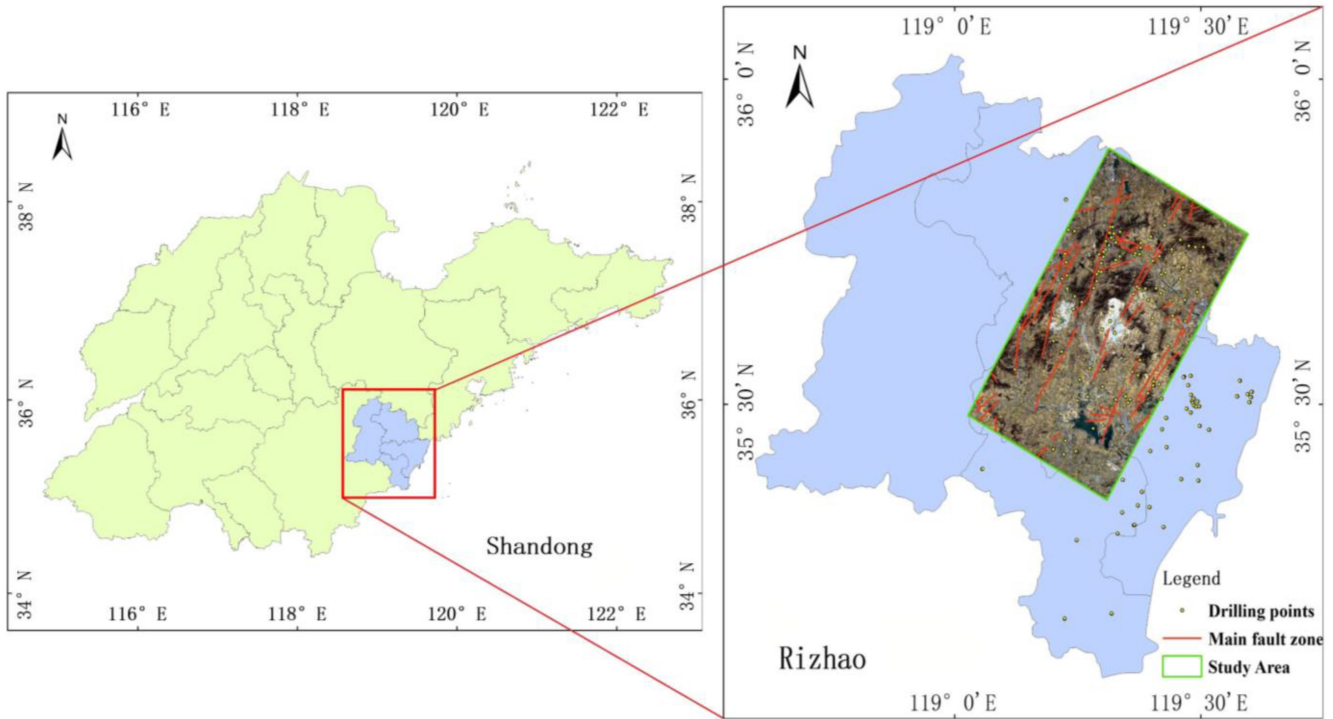 116° E
118° E
120° E
122° E
N
38° N
38° N
36° N
36° N
34° N
34° N
Shandong
116° E
118° E
120° E
122° E
119° 0'E
119° 30'E
N
36° 0'N
36° 0'N
35° 30'N
35° 30'N
Legend
Drilling points
Main fault zone
Study Area
Rizhao
119° 0'E
119° 30'E